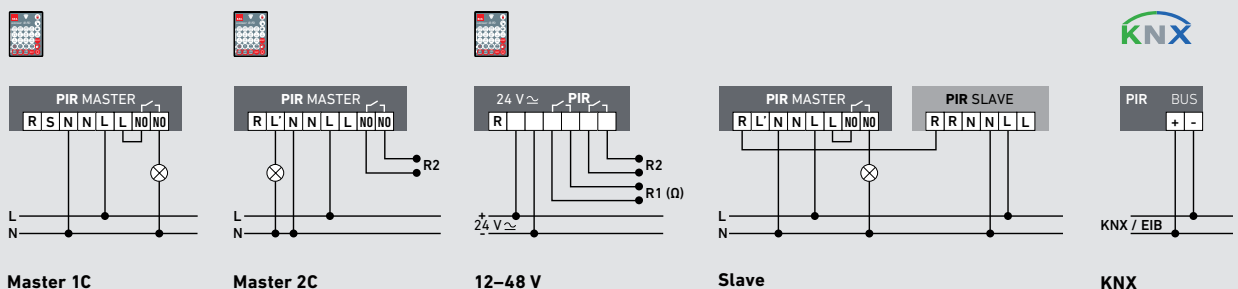 KNX
PIR MASTER
R S N N L L NO NO
L
N
Master 1C
PIR MASTER
R L' N N L L NO NO
R2
L
N
Master 2C
24 V ≂ PIR
R
R2
R1 (Ω)
+
24 V ≂
-
12–48 V
PIR MASTER
R L' N N L L NO NO
PIR SLAVE
R R N N L L
L
N
Slave
PIR BUS
+ -
KNX / EIB
KNX